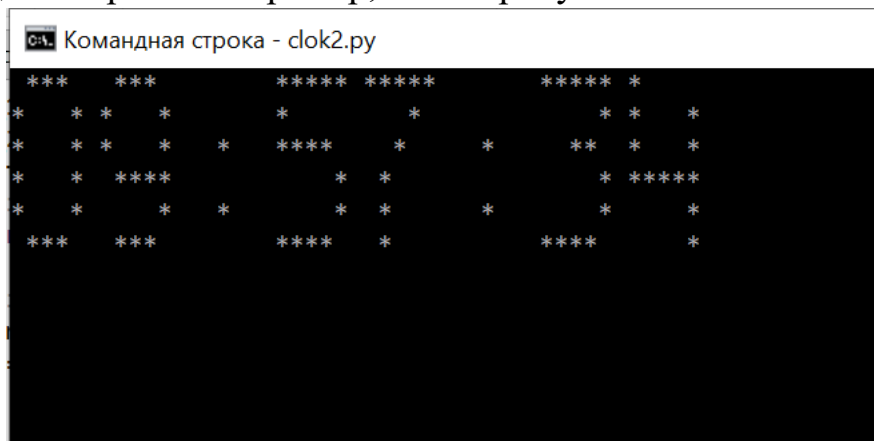 Командная строка - clok2.py
 ***   ***        ***** *****       ***** *
*   * *   *       *        *            * *   *
*   * *   *   *   ****    *     *     **  *   *
*   *  ****           *  *              * *****
*   *     *   *       *  *      *       *     *
 ***   ***        ****   *          ****      *